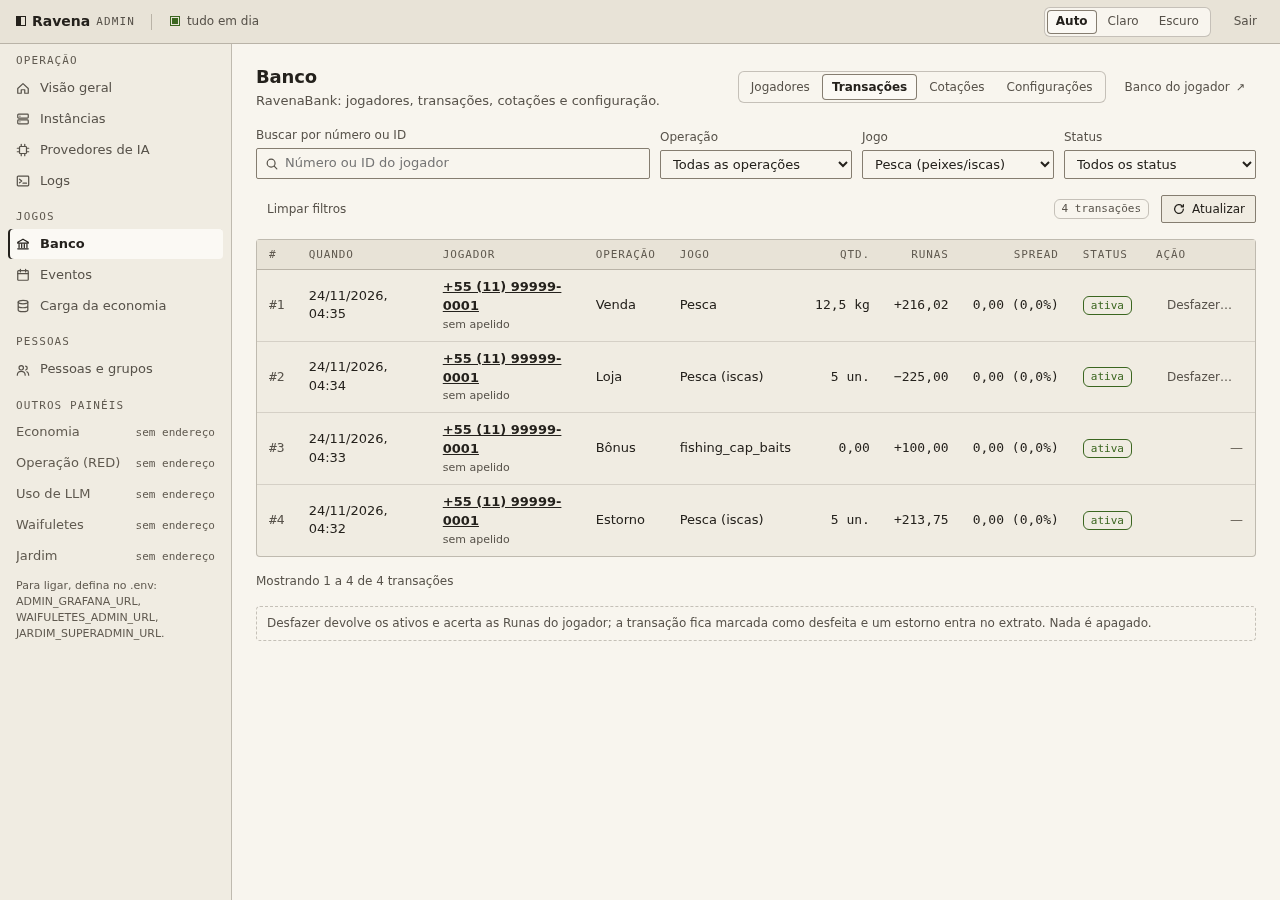 Ravena ADMIN
tudo em dia
Auto Claro Escuro Sair
OPERAÇÃO
Visão geral
Instâncias
Provedores de IA
Logs
JOGOS
Banco
Eventos
Carga da economia
PESSOAS
Pessoas e grupos
OUTROS PAINÉIS
Economia sem endereço
Operação (RED) sem endereço
Uso de LLM sem endereço
Waifuletes sem endereço
Jardim sem endereço
Para ligar, defina no .env:
ADMIN_GRAFANA_URL,
WAIFULETES_ADMIN_URL,
JARDIM_SUPERADMIN_URL.
Banco
RavenaBank: jogadores, transações, cotações e configuração.
Jogadores Transações Cotações Configurações Banco do jogador ↗
Buscar por número ou ID
Número ou ID do jogador
Operação
Todas as operações
Jogo
Pesca (peixes/iscas)
Status
Todos os status
Limpar filtros
4 transações
Atualizar
# QUANDO JOGADOR OPERAÇÃO JOGO QTD. RUNAS SPREAD STATUS AÇÃO
#1 24/11/2026, 04:35 +55 (11) 99999-0001 sem apelido Venda Pesca 12,5 kg +216,02 0,00 (0,0%) ativa Desfazer…
#2 24/11/2026, 04:34 +55 (11) 99999-0001 sem apelido Loja Pesca (iscas) 5 un. −225,00 0,00 (0,0%) ativa Desfazer…
#3 24/11/2026, 04:33 +55 (11) 99999-0001 sem apelido Bônus fishing_cap_baits 0,00 +100,00 0,00 (0,0%) ativa —
#4 24/11/2026, 04:32 +55 (11) 99999-0001 sem apelido Estorno Pesca (iscas) 5 un. +213,75 0,00 (0,0%) ativa —
Mostrando 1 a 4 de 4 transações
Desfazer devolve os ativos e acerta as Runas do jogador; a transação fica marcada como desfeita e um estorno entra no extrato. Nada é apagado.